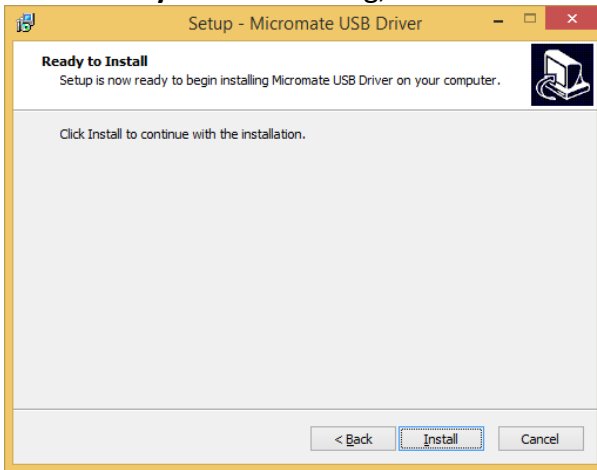 Setup - Micromate USB Driver
Ready to Install
Setup is now ready to begin installing Micromate USB Driver on your computer.
Click Install to continue with the installation.
< Back Install Cancel